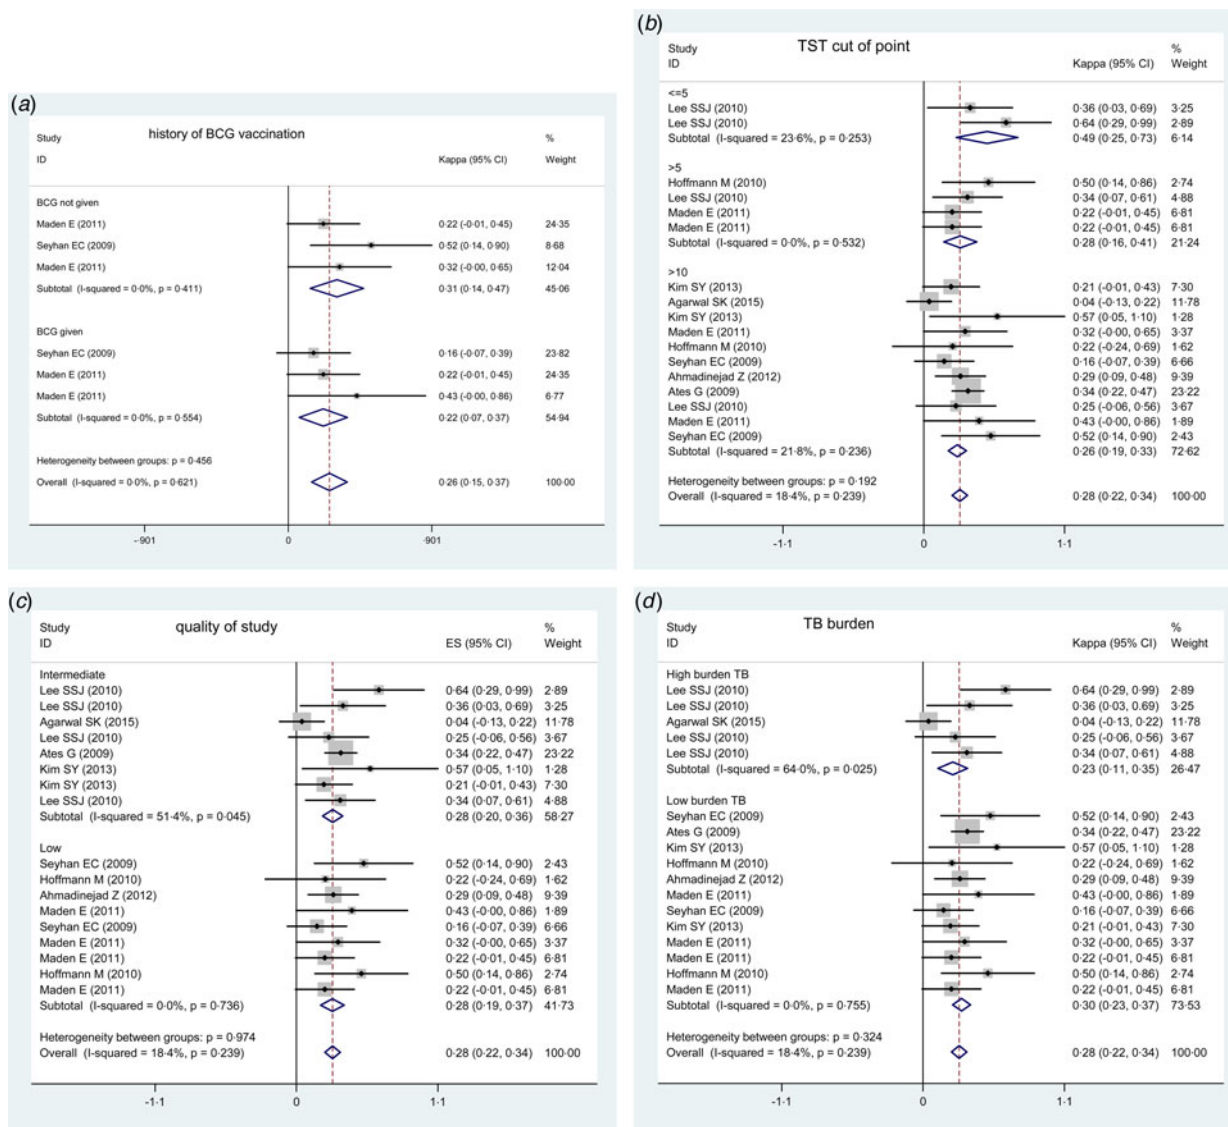 (a)
history of BCG vaccination
Study %
ID Kappa (95% CI) Weight
BCG not given
Maden E (2011) 0·22 (-0·01, 0·45) 24·35
Seyhan EC (2009) 0·52 (0·14, 0·90) 8·68
Maden E (2011) 0·32 (-0·00, 0·65) 12·04
Subtotal (I-squared = 0·0%, p = 0·411) 0·31 (0·14, 0·47) 45·06
BCG given
Seyhan EC (2009) 0·16 (-0·07, 0·39) 23·82
Maden E (2011) 0·22 (-0·01, 0·45) 24·35
Maden E (2011) 0·43 (-0·00, 0·86) 6·77
Subtotal (I-squared = 0·0%, p = 0·554) 0·22 (0·07, 0·37) 54·94
Heterogeneity between groups: p = 0·456
Overall (I-squared = 0·0%, p = 0·621) 0·26 (0·15, 0·37) 100·00
-·901 0 ·901
(b)
TST cut of point
Study %
ID Kappa (95% CI) Weight
<=5
Lee SSJ (2010) 0·36 (0·03, 0·69) 3·25
Lee SSJ (2010) 0·64 (0·29, 0·99) 2·89
Subtotal (I-squared = 23·6%, p = 0·253) 0·49 (0·25, 0·73) 6·14
>5
Hoffmann M (2010) 0·50 (0·14, 0·86) 2·74
Lee SSJ (2010) 0·34 (0·07, 0·61) 4·88
Maden E (2011) 0·22 (-0·01, 0·45) 6·81
Maden E (2011) 0·22 (-0·01, 0·45) 6·81
Subtotal (I-squared = 0·0%, p = 0·532) 0·28 (0·16, 0·41) 21·24
>10
Kim SY (2013) 0·21 (-0·01, 0·43) 7·30
Agarwal SK (2015) 0·04 (-0·13, 0·22) 11·78
Kim SY (2013) 0·57 (0·05, 1·10) 1·28
Maden E (2011) 0·32 (-0·00, 0·65) 3·37
Hoffmann M (2010) 0·22 (-0·24, 0·69) 1·62
Seyhan EC (2009) 0·16 (-0·07, 0·39) 6·66
Ahmadinejad Z (2012) 0·29 (0·09, 0·48) 9·39
Ates G (2009) 0·34 (0·22, 0·47) 23·22
Lee SSJ (2010) 0·25 (-0·06, 0·56) 3·67
Maden E (2011) 0·43 (-0·00, 0·86) 1·89
Seyhan EC (2009) 0·52 (0·14, 0·90) 2·43
Subtotal (I-squared = 21·8%, p = 0·236) 0·26 (0·19, 0·33) 72·62
Heterogeneity between groups: p = 0·192
Overall (I-squared = 18·4%, p = 0·239) 0·28 (0·22, 0·34) 100·00
-1·1 0 1·1
(c)
quality of study
Study %
ID ES (95% CI) Weight
Intermediate
Lee SSJ (2010) 0·64 (0·29, 0·99) 2·89
Lee SSJ (2010) 0·36 (0·03, 0·69) 3·25
Agarwal SK (2015) 0·04 (-0·13, 0·22) 11·78
Lee SSJ (2010) 0·25 (-0·06, 0·56) 3·67
Ates G (2009) 0·34 (0·22, 0·47) 23·22
Kim SY (2013) 0·57 (0·05, 1·10) 1·28
Kim SY (2013) 0·21 (-0·01, 0·43) 7·30
Lee SSJ (2010) 0·34 (0·07, 0·61) 4·88
Subtotal (I-squared = 51·4%, p = 0·045) 0·28 (0·20, 0·36) 58·27
Low
Seyhan EC (2009) 0·52 (0·14, 0·90) 2·43
Hoffmann M (2010) 0·22 (-0·24, 0·69) 1·62
Ahmadinejad Z (2012) 0·29 (0·09, 0·48) 9·39
Maden E (2011) 0·43 (-0·00, 0·86) 1·89
Seyhan EC (2009) 0·16 (-0·07, 0·39) 6·66
Maden E (2011) 0·32 (-0·00, 0·65) 3·37
Maden E (2011) 0·22 (-0·01, 0·45) 6·81
Hoffmann M (2010) 0·50 (0·14, 0·86) 2·74
Maden E (2011) 0·22 (-0·01, 0·45) 6·81
Subtotal (I-squared = 0·0%, p = 0·736) 0·28 (0·19, 0·37) 41·73
Heterogeneity between groups: p = 0·974
Overall (I-squared = 18·4%, p = 0·239) 0·28 (0·22, 0·34) 100·00
-1·1 0 1·1
(d)
TB burden
Study %
ID Kappa (95% CI) Weight
High burden TB
Lee SSJ (2010) 0·64 (0·29, 0·99) 2·89
Lee SSJ (2010) 0·36 (0·03, 0·69) 3·25
Agarwal SK (2015) 0·04 (-0·13, 0·22) 11·78
Lee SSJ (2010) 0·25 (-0·06, 0·56) 3·67
Lee SSJ (2010) 0·34 (0·07, 0·61) 4·88
Subtotal (I-squared = 64·0%, p = 0·025) 0·23 (0·11, 0·35) 26·47
Low burden TB
Seyhan EC (2009) 0·52 (0·14, 0·90) 2·43
Ates G (2009) 0·34 (0·22, 0·47) 23·22
Kim SY (2013) 0·57 (0·05, 1·10) 1·28
Hoffmann M (2010) 0·22 (-0·24, 0·69) 1·62
Ahmadinejad Z (2012) 0·29 (0·09, 0·48) 9·39
Maden E (2011) 0·43 (-0·00, 0·86) 1·89
Seyhan EC (2009) 0·16 (-0·07, 0·39) 6·66
Kim SY (2013) 0·21 (-0·01, 0·43) 7·30
Maden E (2011) 0·32 (-0·00, 0·65) 3·37
Maden E (2011) 0·22 (-0·01, 0·45) 6·81
Hoffmann M (2010) 0·50 (0·14, 0·86) 2·74
Maden E (2011) 0·22 (-0·01, 0·45) 6·81
Subtotal (I-squared = 0·0%, p = 0·755) 0·30 (0·23, 0·37) 73·53
Heterogeneity between groups: p = 0·324
Overall (I-squared = 18·4%, p = 0·239) 0·28 (0·22, 0·34) 100·00
-1·1 0 1·1